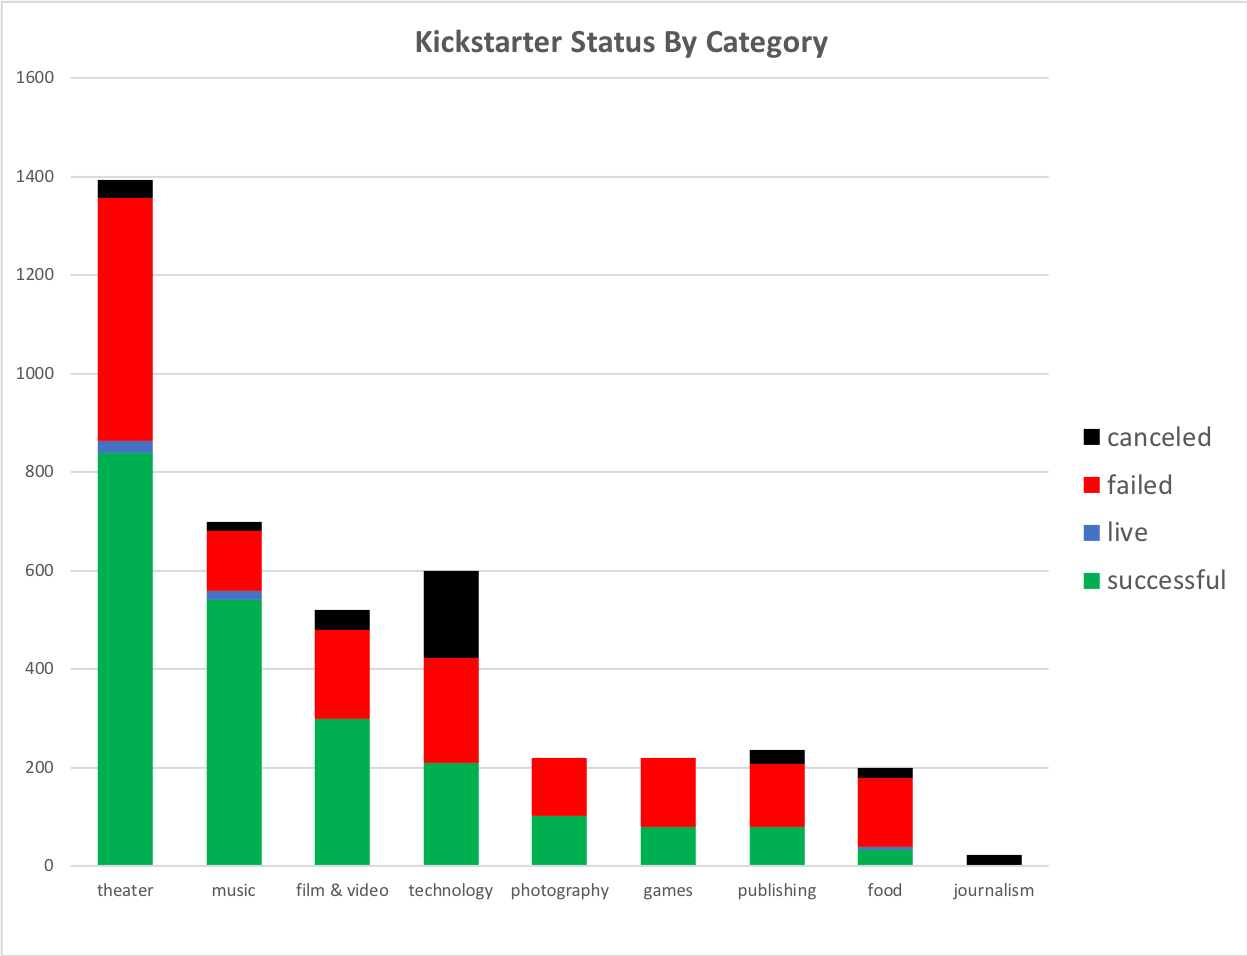 Kickstarter Status By Category
1600
1400
1200
1000
800
600
400
200
0
theater music film & video technology photography games publishing food journalism
canceled
failed
live
successful